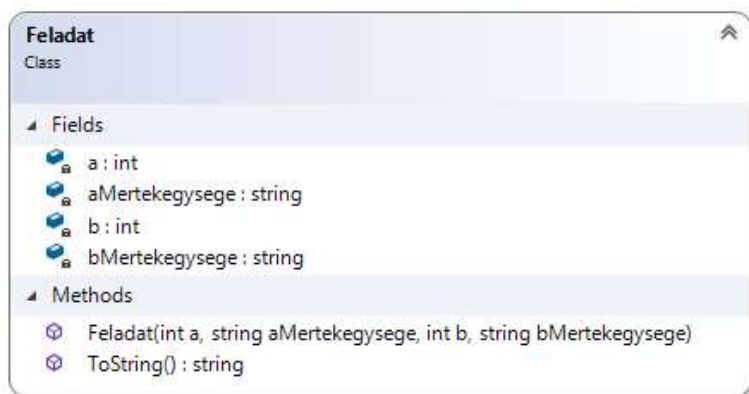 Feladat
Class
Fields
a : int
aMertekegysege : string
b : int
bMertekegysege : string
Methods
Feladat(int a, string aMertekegysege, int b, string bMertekegysege)
ToString() : string